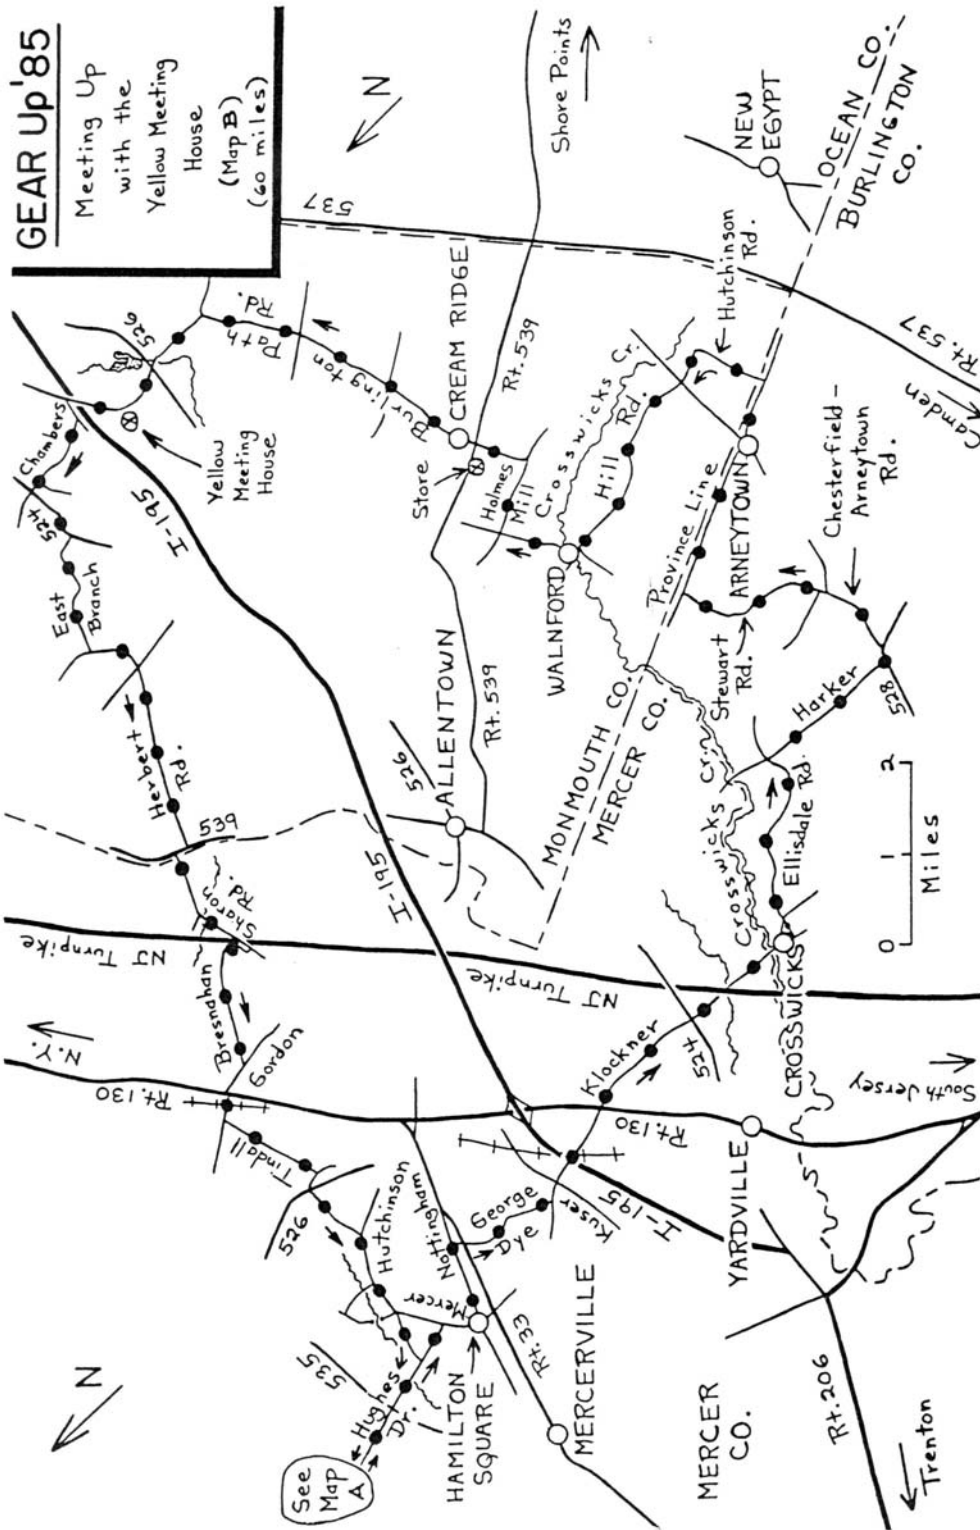 GEAR Up '85
Meeting Up
with the
Yellow Meeting
House
(Map B)
(60 miles)
N
537
Shore Points
NEW
EGYPT
OCEAN CO.
BURLINGTON
CO.
Hutchinson
Rd.
Rt. 537
Camden
526
Burlington
Path
Rd.
CREAM RIDGE
Rt. 539
Store
Holmes
Mill
Yellow
Meeting
House
Chambers
524
I-195
East
Branch
Crosswicks Cr.
Hill Rd.
WALNFORD
Province Line
ARNEYTOWN
Chesterfield-
Arneytown
Rd.
Stewart
Rd.
Harker
528
Rt. 539
ALLENTOWN
526
MONMOUTH CO.
MERCER CO.
Crosswicks Cr.
Ellisdale Rd.
0 1 2
Miles
Herbert
Rd.
539
Sharon
Rd.
I-195
NJ Turnpike
NJ Turnpike
CROSSWICKS
South Jersey
524
Klockner
Bresnahan
N.Y.
Gordon
Rt. 130
Rt. 130
YARDVILLE
Tindall
526
Hutchinson
Nottingham
George
Dye
Kuser
I-195
Mercer
Rt. 33
MERCERVILLE
HAMILTON
SQUARE
535
Hughes
Dr.
See
Map
A
N
MERCER
CO.
Rt. 206
Trenton